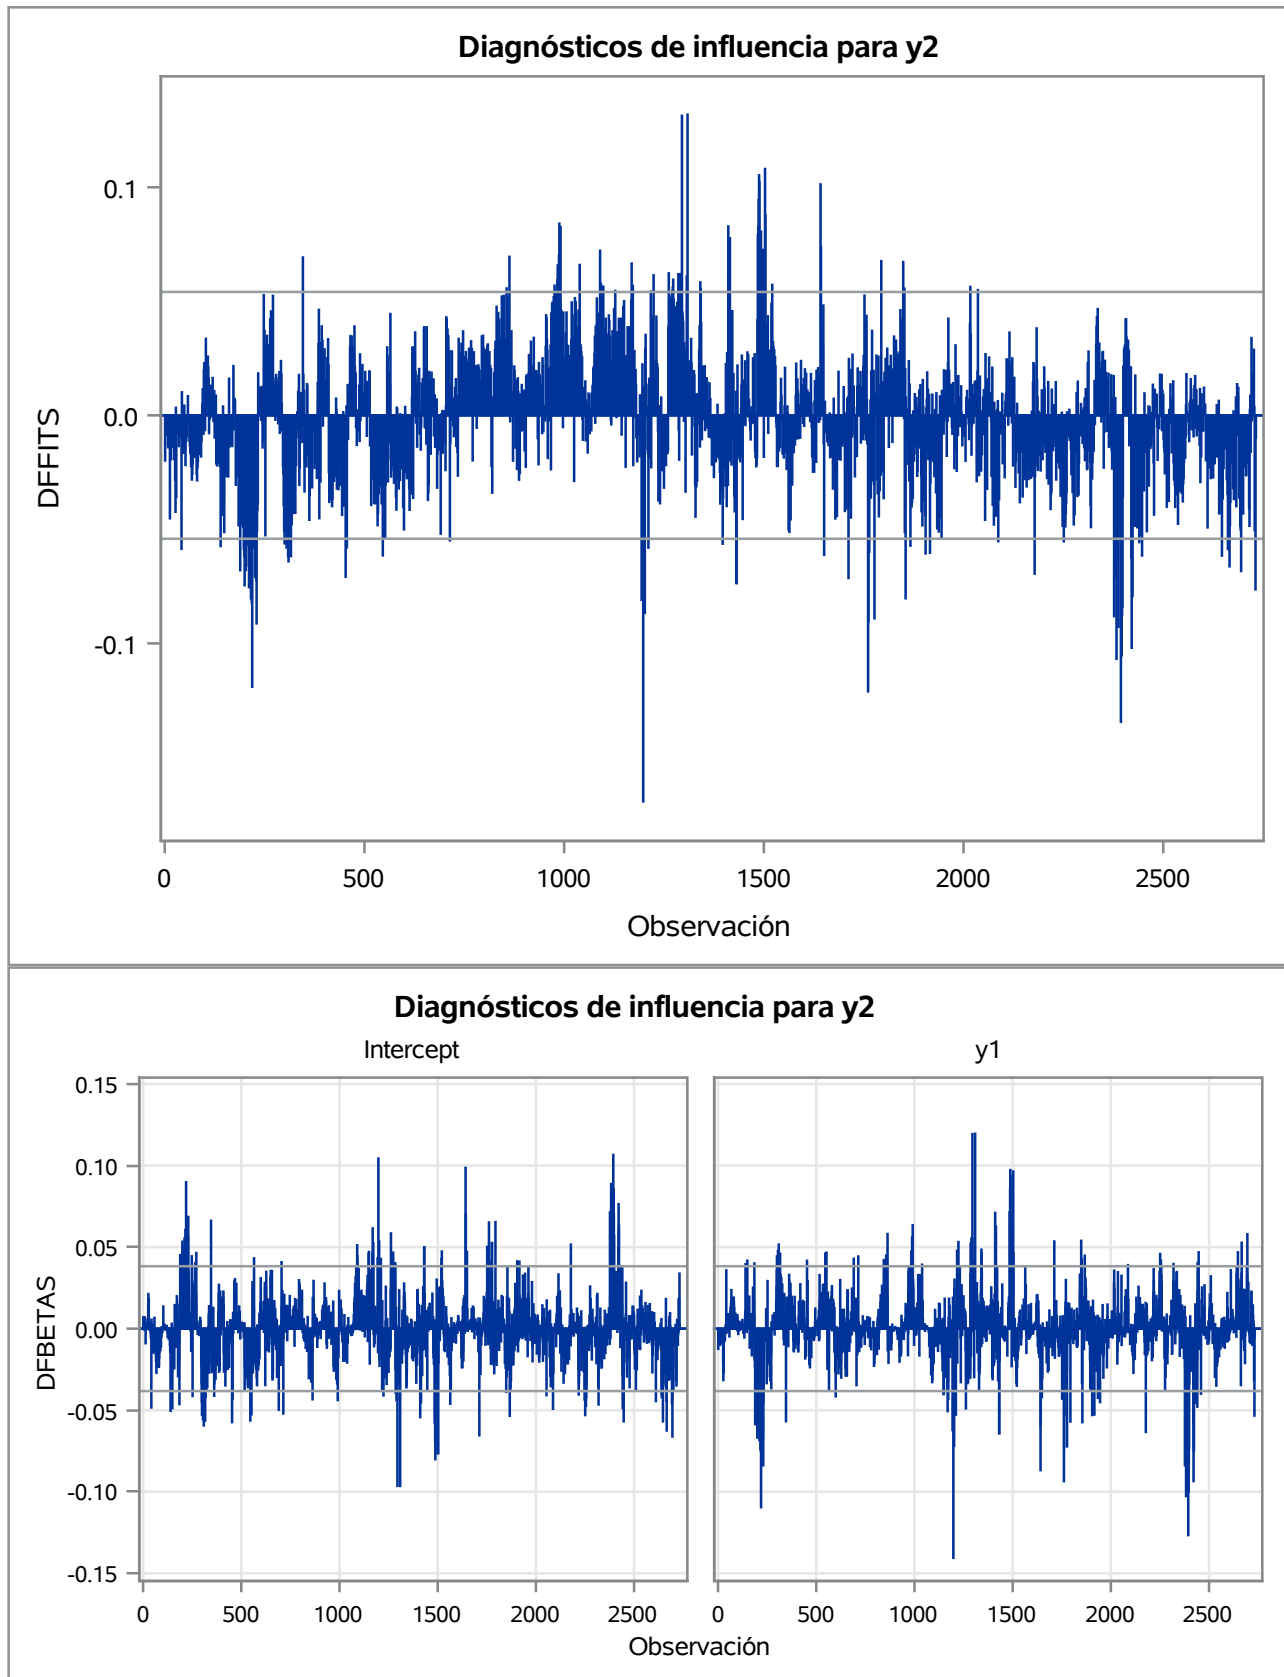 Diagnósticos de influencia para y2
0.1
0.0
-0.1
DFFITS
0 500 1000 1500 2000 2500
Observación
Diagnósticos de influencia para y2
Intercept y1
0.15
0.10
0.05
0.00
-0.05
-0.10
-0.15
DFBETAS
0 500 1000 1500 2000 2500 0 500 1000 1500 2000 2500
Observación